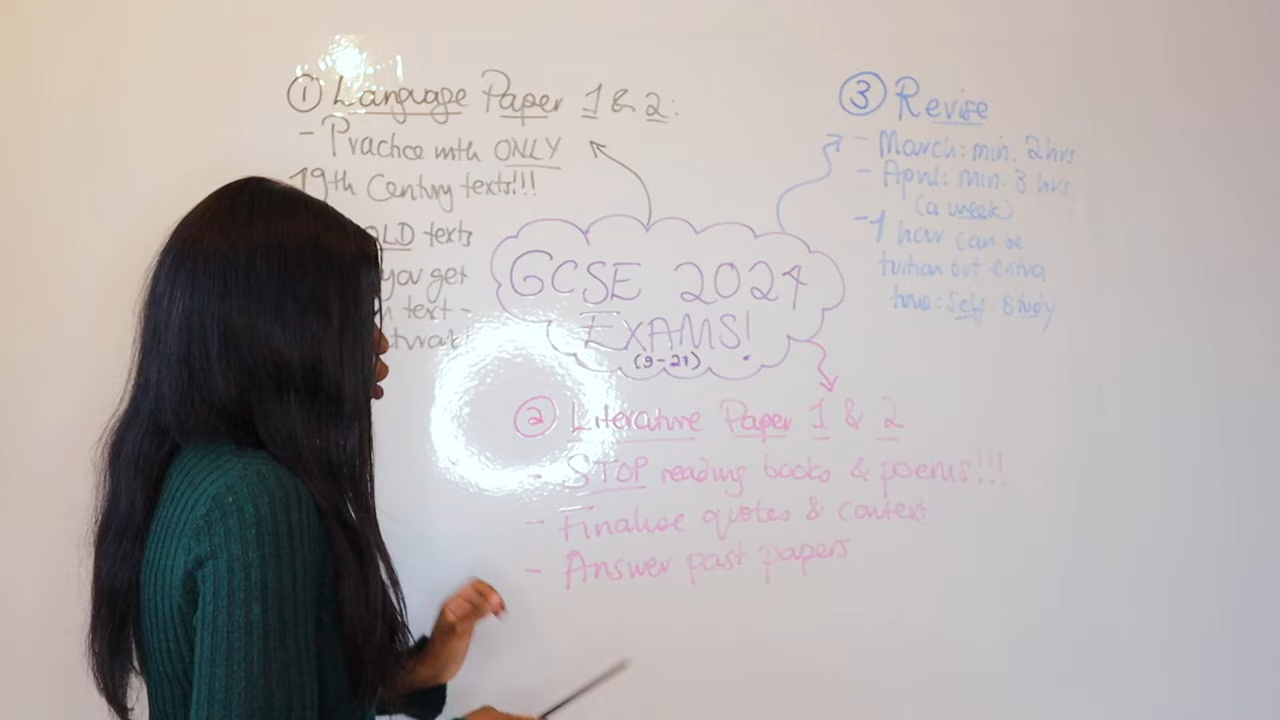 ① Language Paper 1 & 2:
- Practice with ONLY
19th Century texts!!!
OLD texts
you get
text -
GCSE 2024
EXAMS!
(9-21)
③ Revise
- March: min. 2hrs
- April: min. 3 hrs
(a week)
- 1 hour can be
tuition but extra
time: Self Study
② Literature Paper 1 & 2
- STOP reading books & poems!!!
- Finalise quotes & context
- Answer past papers